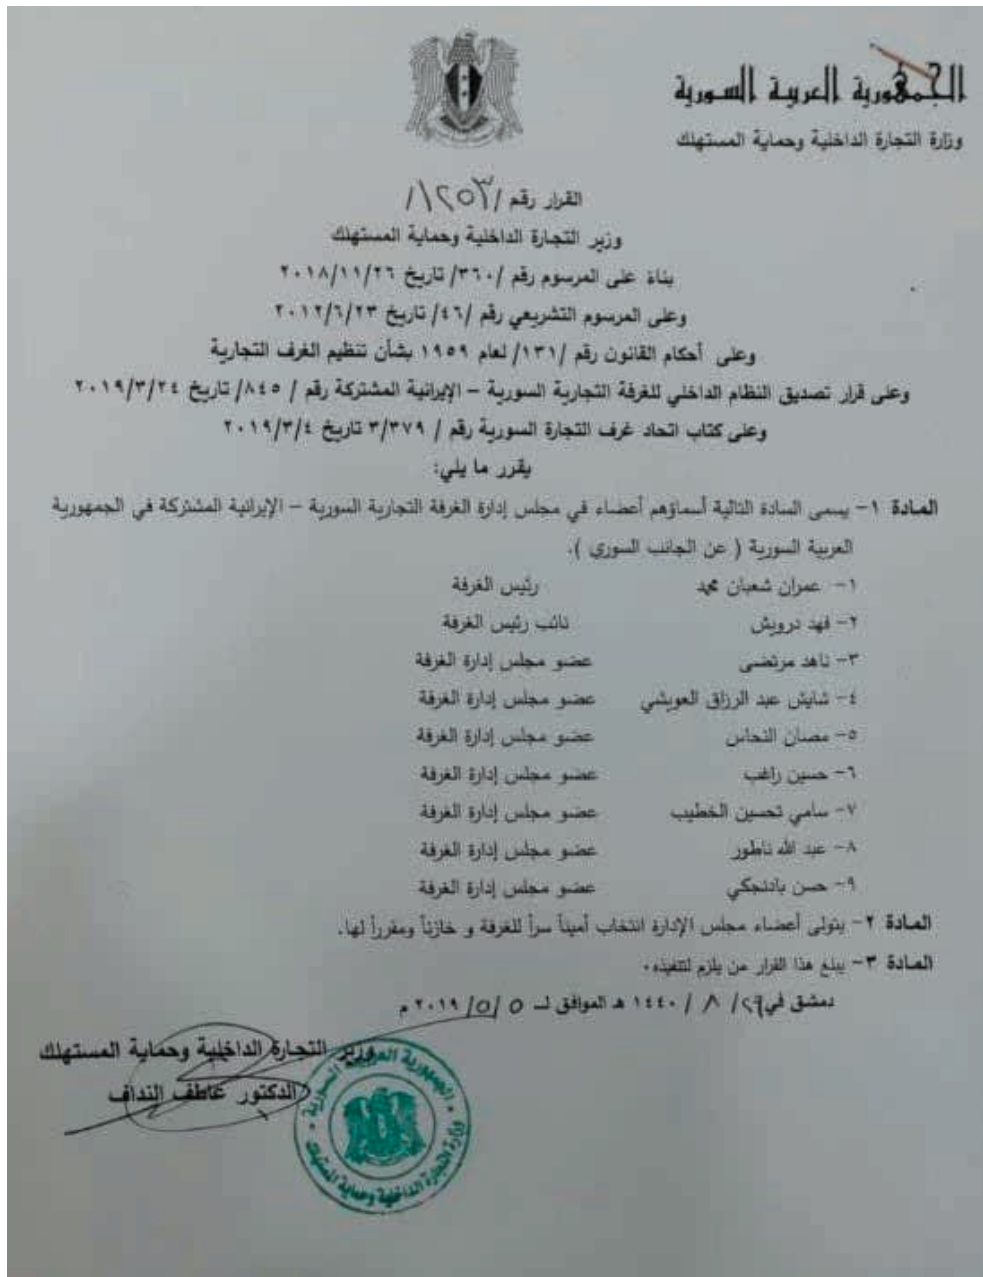 الجمهورية العربية السورية
وزارة التجارة الداخلية وحماية المستهلك
القرار رقم /١٢٥٣/
وزير التجارة الداخلية وحماية المستهلك
بناءً على المرسوم رقم /٣٦٠/ تاريخ ٢٠١٨/١١/٢٦
وعلى المرسوم التشريعي رقم /٤٦/ تاريخ ٢٠١٢/٦/٢٣
وعلى أحكام القانون رقم /١٣١/ لعام ١٩٥٩ بشأن تنظيم الغرف التجارية
وعلى قرار تصديق النظام الداخلي للغرفة التجارية السورية – الإيرانية المشتركة رقم / ٨٤٥/ تاريخ ٢٠١٩/٣/٢٤
وعلى كتاب اتحاد غرف التجارة السورية رقم / ٣/٣٧٩ تاريخ ٢٠١٩/٣/٤
يقرر ما يلي:
المادة ١- يسمى السادة التالية أسماؤهم أعضاء في مجلس إدارة الغرفة التجارية السورية – الإيرانية المشتركة في الجمهورية
العربية السورية ( عن الجانب السوري ).
١- عمران شعبان محمد رئيس الغرفة
٢- فهد درويش نائب رئيس الغرفة
٣- ناهد مرتضى عضو مجلس إدارة الغرفة
٤- شايش عبد الرزاق العويشي عضو مجلس إدارة الغرفة
٥- مصان النحاس عضو مجلس إدارة الغرفة
٦- حسين راغب عضو مجلس إدارة الغرفة
٧- سامي تحسين الخطيب عضو مجلس إدارة الغرفة
٨- عبد الله ناطور عضو مجلس إدارة الغرفة
٩- حسن بادنجكي عضو مجلس إدارة الغرفة
المادة ٢- يتولى أعضاء مجلس الإدارة انتخاب أميناً سراً للغرفة و خازناً ومقرراً لها.
المادة ٣- يبلغ هذا القرار من يلزم لتنفيذه.
دمشق في / ٨ / ١٤٤٠ هـ الموافق لـ ٥ /٥/ ٢٠١٩ م
وزير التجارة الداخلية وحماية المستهلك
الدكتور عاطف النداف
الجمهورية العربية السورية
وزارة التجارة الداخلية وحماية المستهلك